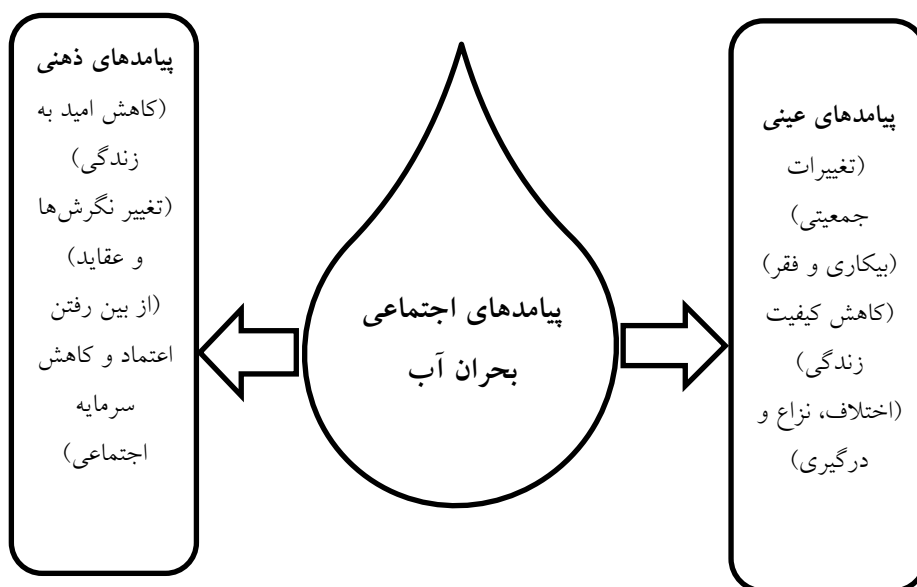 پیامدهای عینی
(تغییرات
جمعیتی)
(بیکاری و فقر)
(کاهش کیفیت
زندگی)
(اختلاف، نزاع و
درگیری)
پیامدهای اجتماعی
بحران آب
پیامدهای ذهنی
(کاهش امید به
زندگی)
(تغییر نگرش‌ها
و عقاید)
(از بین رفتن
اعتماد و کاهش
سرمایه
اجتماعی)